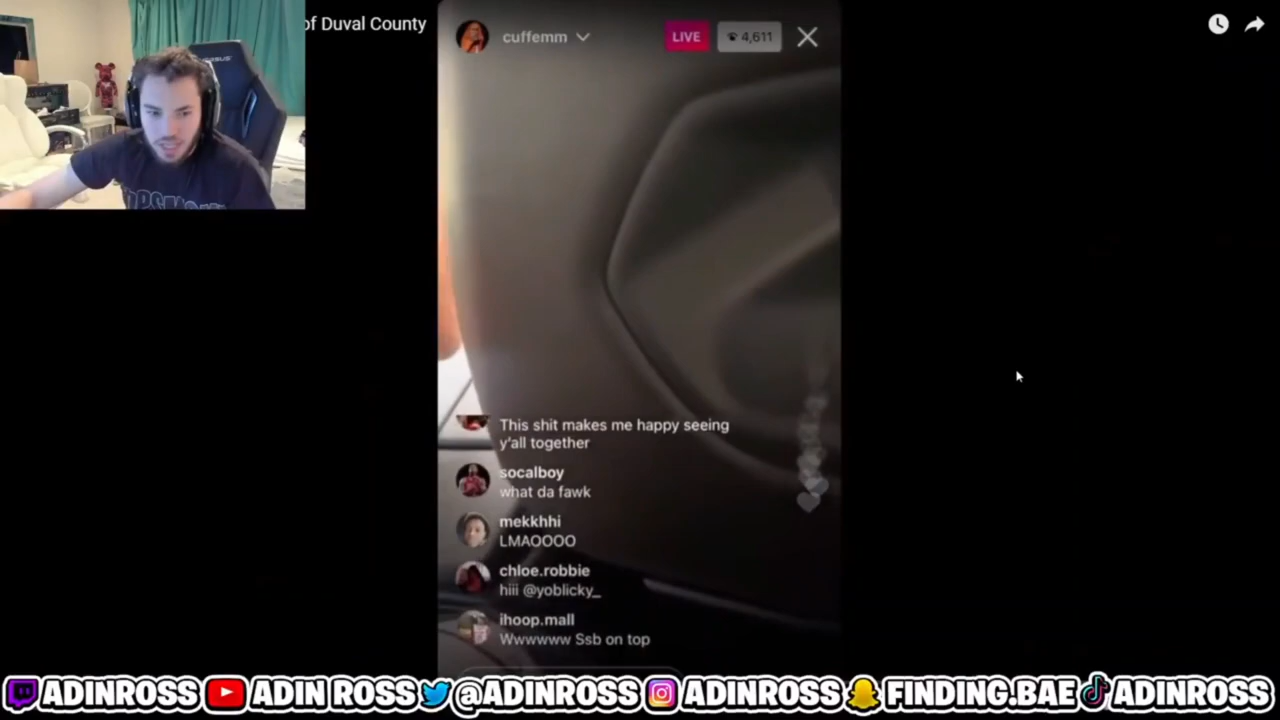 of Duval County
cuffemm
LIVE
4,611
This shit makes me happy seeing
y'all together
socalboy
what da fawk
mekkhhi
LMAOOOO
chloe.robbie
hiii @yoblicky_
ihoop.mall
Wwwwww Ssb on top
ADINROSS ADIN ROSS @ADINROSS ADINROSS FINDING.BAE ADINROSS